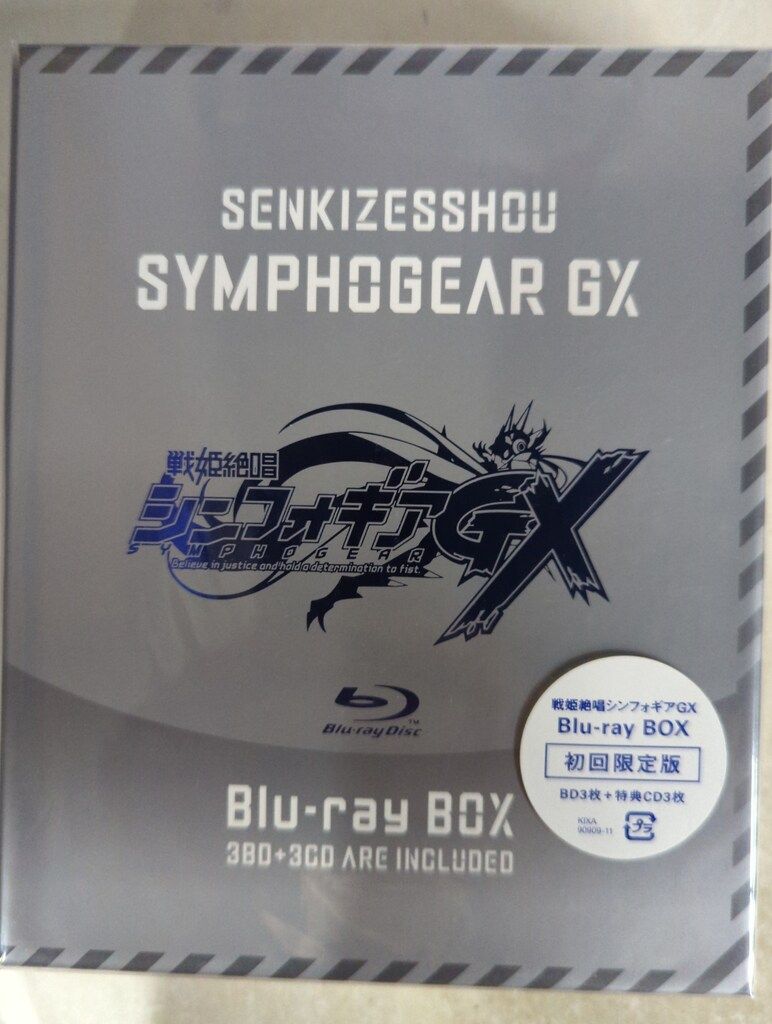 SENKIZESSHOU
SYMPHOGEAR GX
戦姫絶唱
シンフォギアGX
SYMPHOGEAR
Believe in justice and hold a determination to fist.
Blu-ray Disc™
戦姫絶唱シンフォギアGX
Blu-ray BOX
初回限定版
BD3枚+特典CD3枚
KIXA
90909-11
プラ
Blu-ray BOX
3BD+3CD ARE INCLUDED